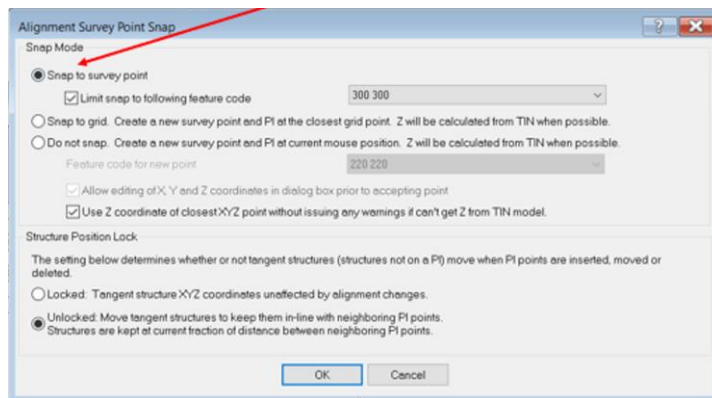 Alignment Survey Point Snap
Snap Mode
Snap to survey point
Limit snap to following feature code
300 300
Snap to grid. Create a new survey point and PI at the closest grid point. Z will be calculated from TIN when possible.
Do not snap. Create a new survey point and PI at current mouse position. Z will be calculated from TIN when possible.
Feature code for new point
220 220
Allow editing of X, Y and Z coordinates in dialog box prior to accepting point
Use Z coordinate of closest XYZ point without issuing any warnings if can't get Z from TIN model.
Structure Position Lock
The setting below determines whether or not tangent structures (structures not on a PI) move when PI points are inserted, moved or
deleted.
Locked: Tangent structure XYZ coordinates unaffected by alignment changes.
Unlocked: Move tangent structures to keep them in-line with neighboring PI points.
Structures are kept at current fraction of distance between neighboring PI points.
OK
Cancel